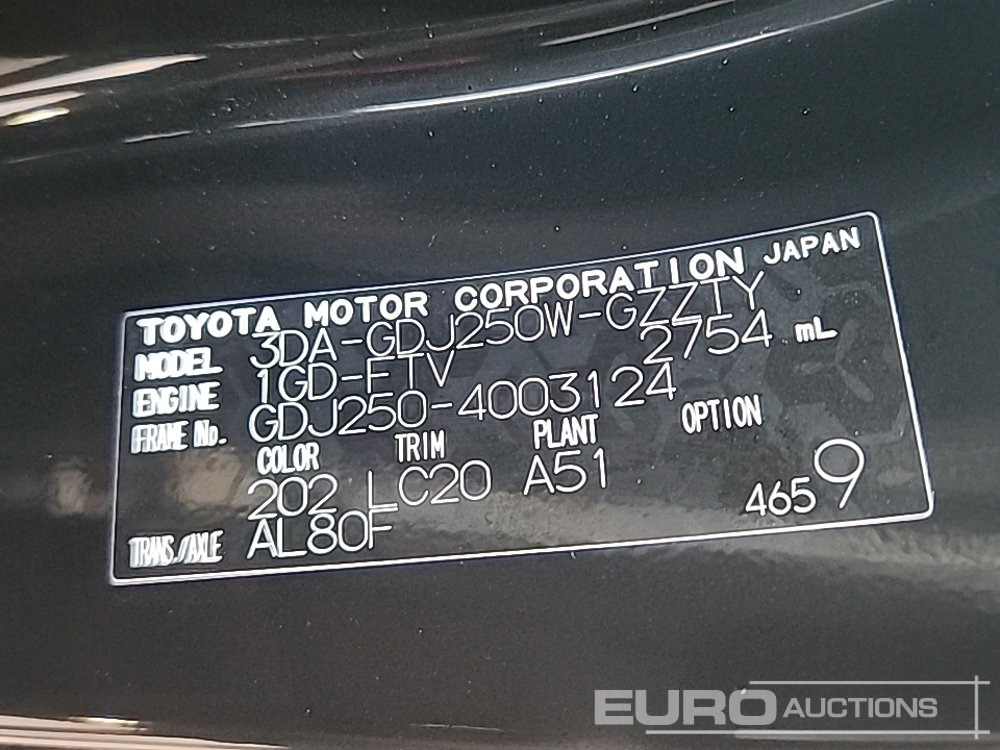 TOYOTA MOTOR CORPORATION JAPAN
MODEL 3DA-GDJ250W-GZZTY
ENGINE 1GD-FTV 2754 mL
FRAME No. GDJ250-4003124
COLOR TRIM PLANT OPTION
202 LC20 A51
TRANS./AXLE AL80F 4659
EURO AUCTIONS